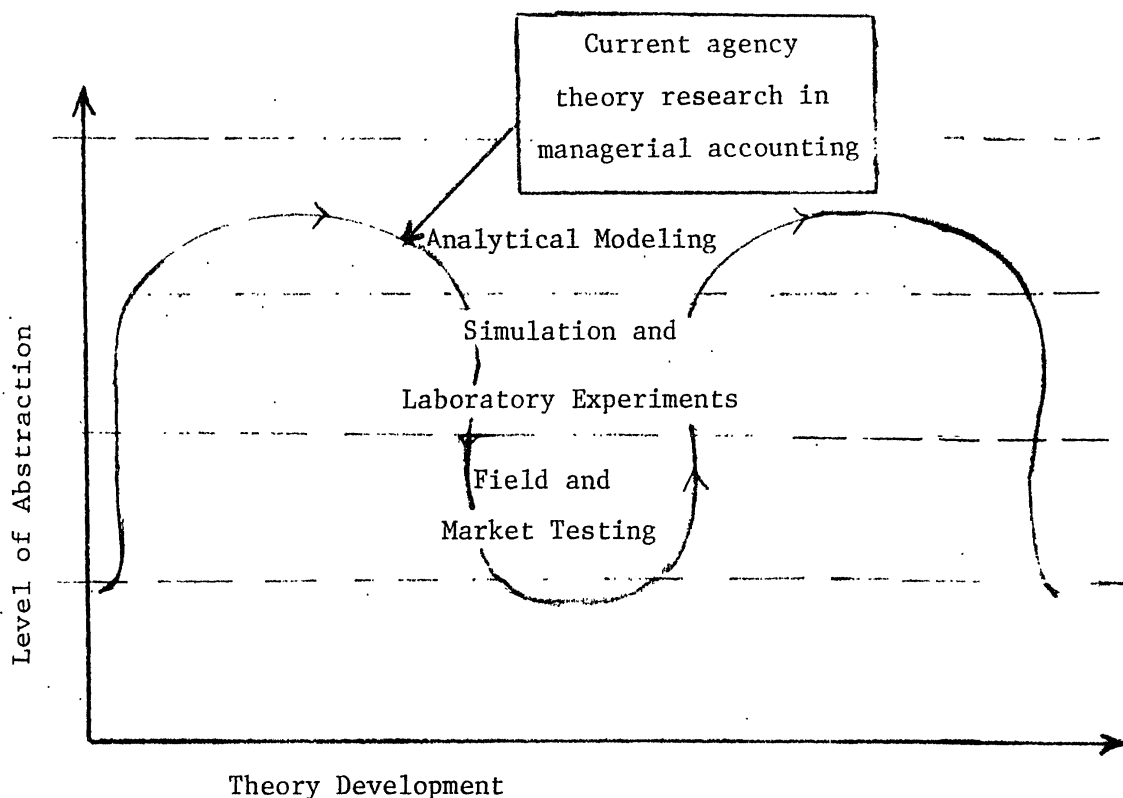 Current agency
theory research in
managerial accounting
Analytical Modeling
Simulation and
Laboratory Experiments
Field and
Market Testing
Level of Abstraction
Theory Development